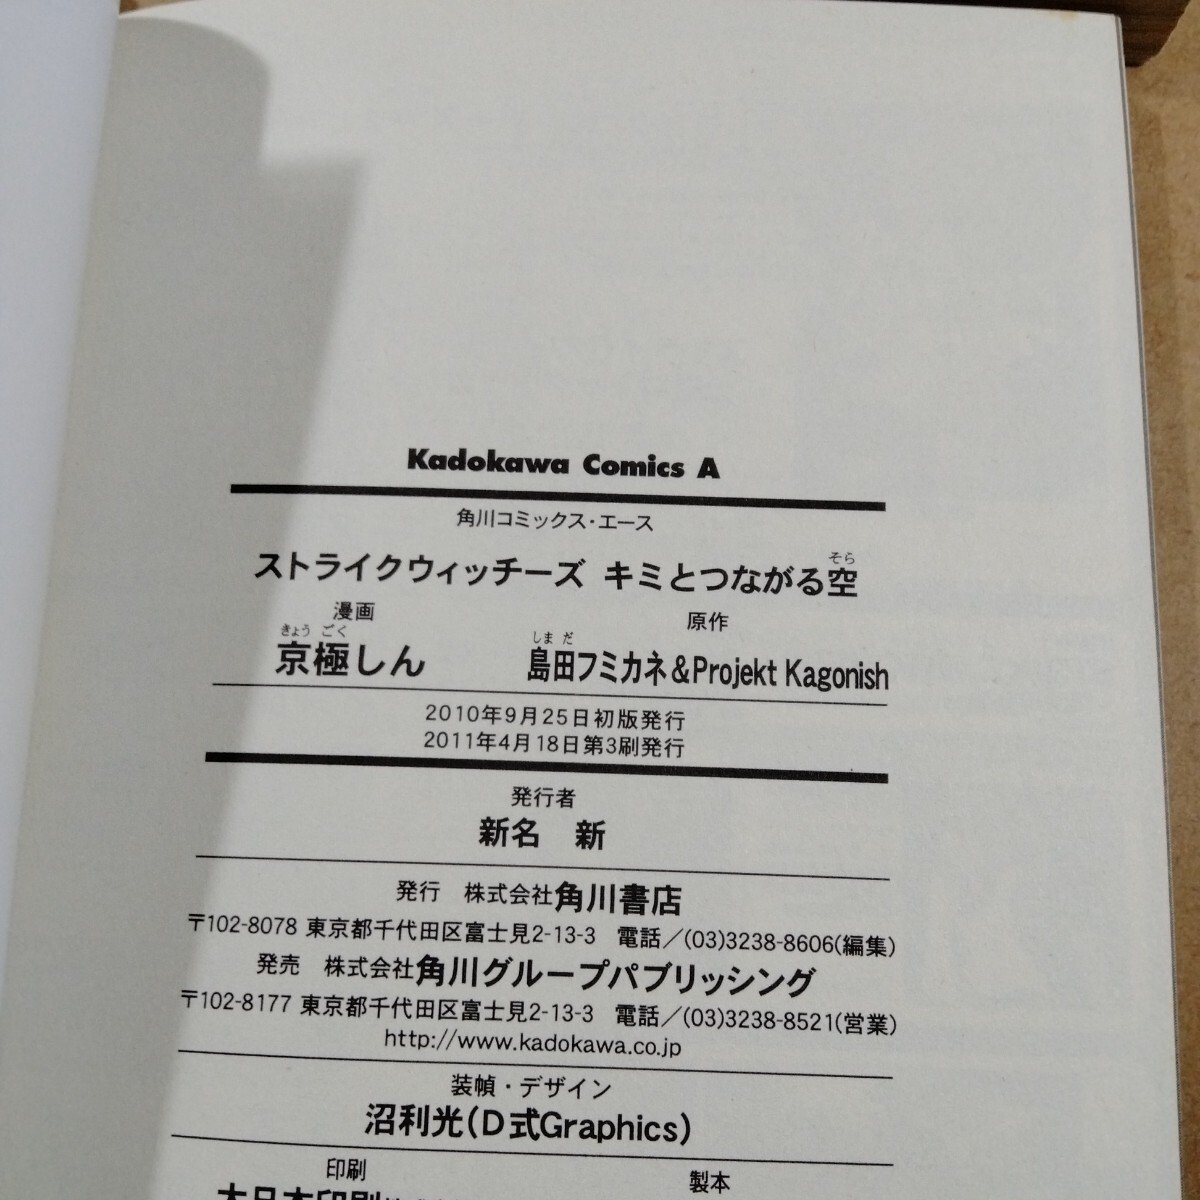 Kadokawa Comics A
角川コミックス・エース
そら
ストライクウィッチーズ キミとつながる空
漫画 原作
きょう ごく しま だ
京極しん 島田フミカネ&Projekt Kagonish
2010年9月25日初版発行
2011年4月18日第3刷発行
発行者
新名 新
発行 株式会社角川書店
〒102-8078 東京都千代田区富士見2-13-3 電話/(03)3238-8606(編集)
発売 株式会社角川グループパブリッシング
〒102-8177 東京都千代田区富士見2-13-3 電話/(03)3238-8521(営業)
http://www.kadokawa.co.jp
装幀・デザイン
沼利光(D式Graphics)
印刷 製本
大日本印刷